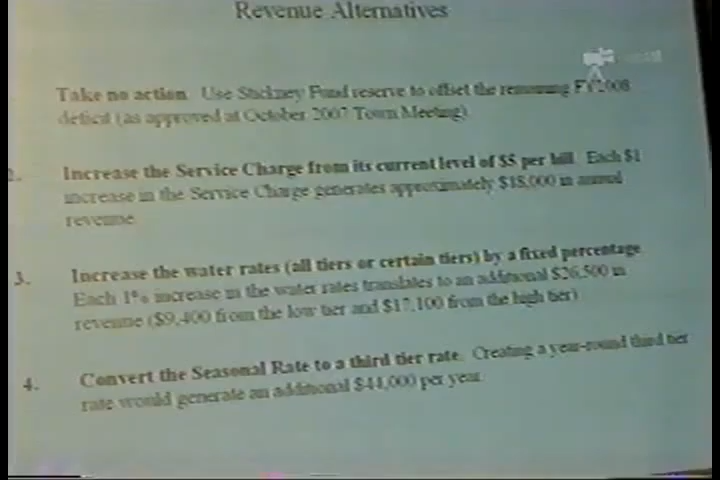 Revenue Alternatives
Take no action. Use Stickney Fund reserve to offset the remaining FY2008
deficit (as approved at October 2007 Town Meeting)
2. Increase the Service Charge from its current level of $5 per bill. Each $1
increase in the Service Charge generates approximately $18,000 in annual
revenue.
3. Increase the water rates (all tiers or certain tiers) by a fixed percentage.
Each 1% increase in the water rates translates to an additional $26,500 in
revenue ($9,400 from the low tier and $17,100 from the high tier)
4. Convert the Seasonal Rate to a third tier rate. Creating a year-round third tier
rate would generate an additional $44,000 per year.